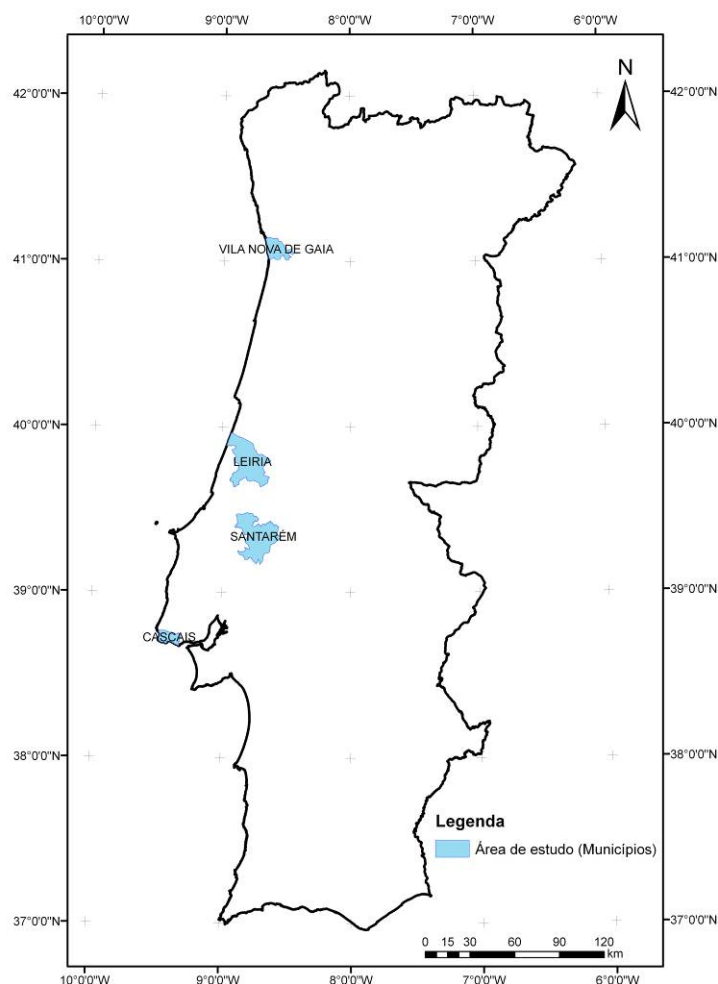 10°0'0"W 9°0'0"W 8°0'0"W 7°0'0"W 6°0'0"W
N
42°0'0"N 42°0'0"N
VILA NOVA DE GAIA
41°0'0"N 41°0'0"N
40°0'0"N 40°0'0"N
LEIRIA
SANTARÉM
39°0'0"N 39°0'0"N
CASCAIS
38°0'0"N 38°0'0"N
Legenda
Área de estudo (Municípios)
37°0'0"N 37°0'0"N
0 15 30 60 90 120
km
10°0'0"W 9°0'0"W 8°0'0"W 7°0'0"W 6°0'0"W